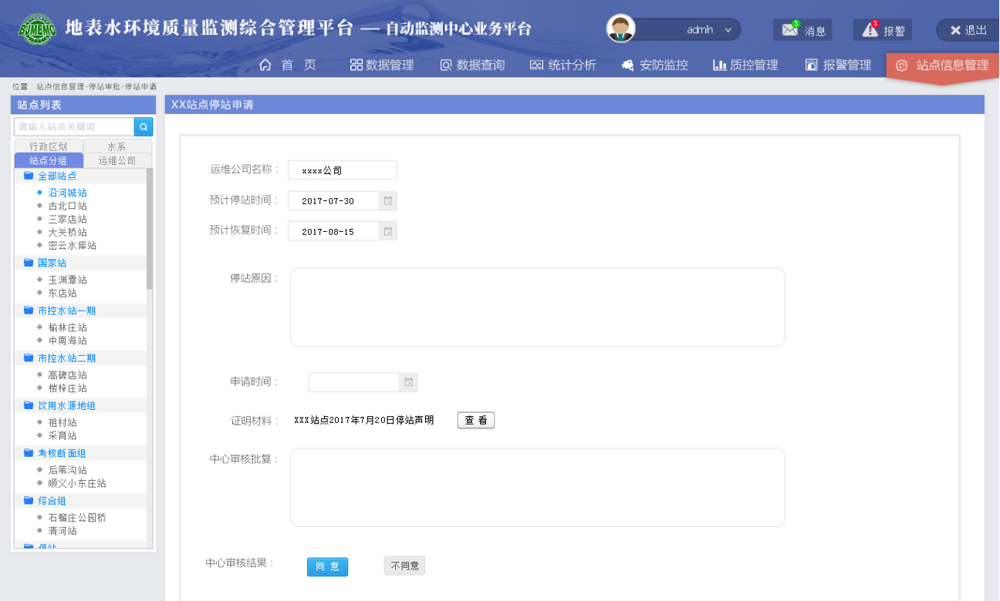 BJMEMC
地表水环境质量监测综合管理平台 — 自动监测中心业务平台
admin
3
消息
3
报警
退出
首 页
数据管理
数据查询
统计分析
安防监控
质控管理
报警管理
站点信息管理
位置：站点信息管理-停站审批-停站申请
站点列表
请输入站点关键词
行政区划
水系
站点分组
运维公司
全部站点
沿河城站
古北口站
三家店站
大关桥站
密云水库站
国家站
玉渊潭站
东店站
市控水站一期
榆林庄站
中南海站
市控水站二期
高碑店站
楼梓庄站
饮用水源地组
祖村站
采育站
考核断面组
后苇沟站
顺义小东庄站
综合组
石榴庄公园桥
清河站
停站
XX站点停站申请
运维公司名称： xxxx公司
预计停站时间： 2017-07-30
预计恢复时间： 2017-08-15
停站原因：
申请时间：
证明材料： XXX站点2017年7月20日停站声明 查 看
中心审核批复：
中心审核结果： 同 意 不同意